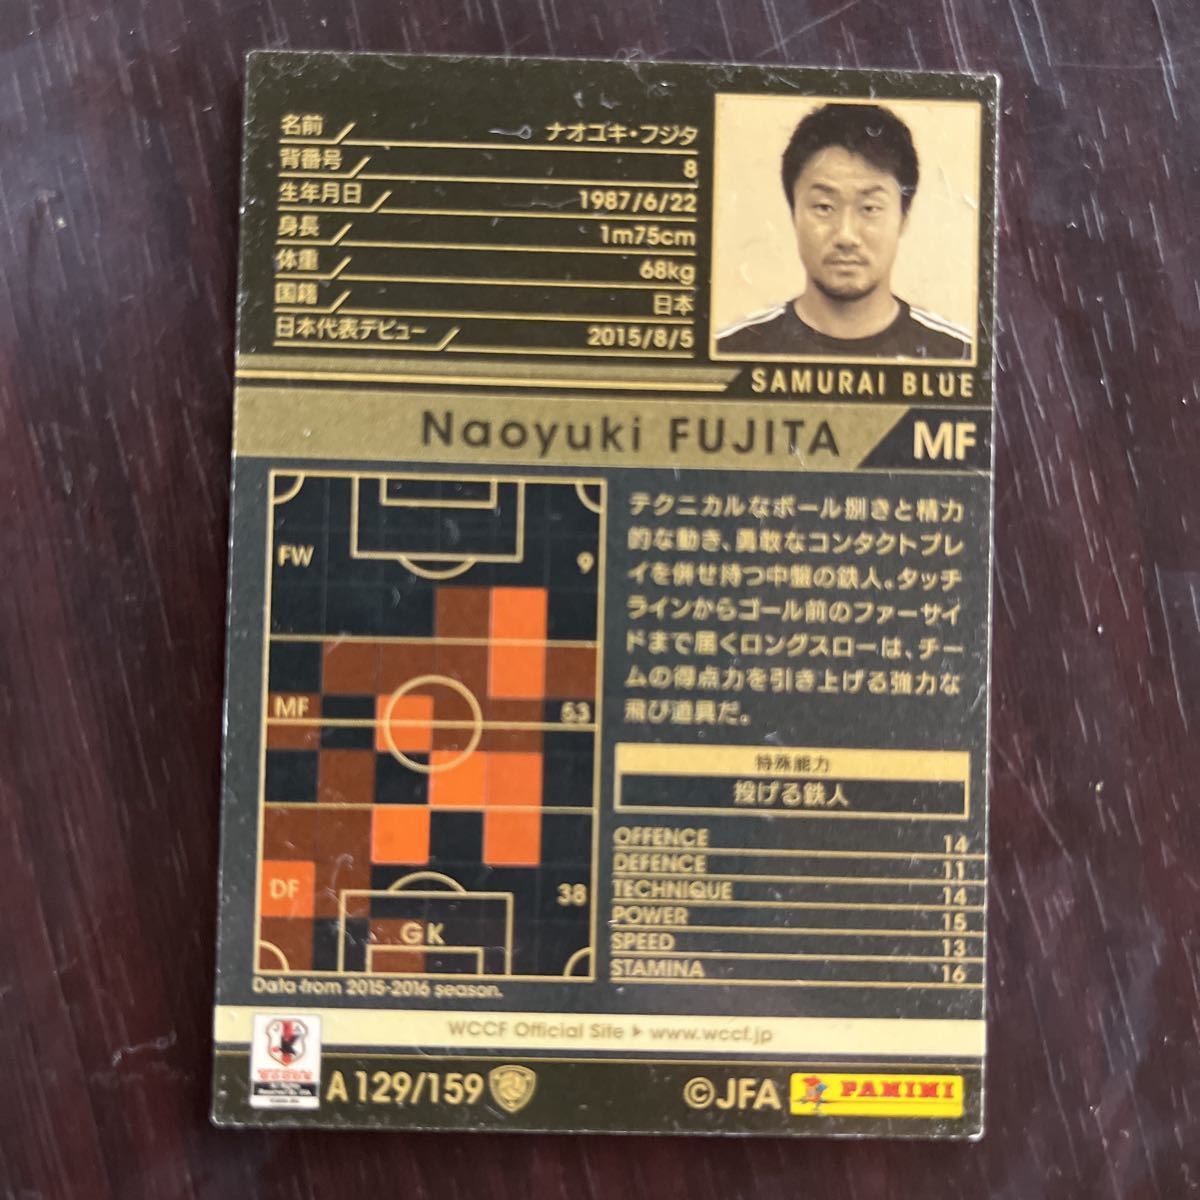 名前 ナオユキ・フジタ
背番号 8
生年月日 1987/6/22
身長 1m75cm
体重 68kg
国籍 日本
日本代表デビュー 2015/8/5
SAMURAI BLUE
Naoyuki FUJITA MF
FW 9
MF 53
DF 38
GK
Data from 2015-2016 season.
テクニカルなボール捌きと精力
的な動き、勇敢なコンタクトプレ
イを併せ持つ中盤の鉄人。タッチ
ラインからゴール前のファーサイ
ドまで届くロングスローは、チー
ムの得点力を引き上げる強力な
飛び道具だ。
特殊能力
投げる鉄人
OFFENCE 14
DEFENCE 11
TECHNIQUE 14
POWER 15
SPEED 13
STAMINA 16
WCCF Official Site ▶ www.wccf.jp
A 129/159
©JFA PANINI